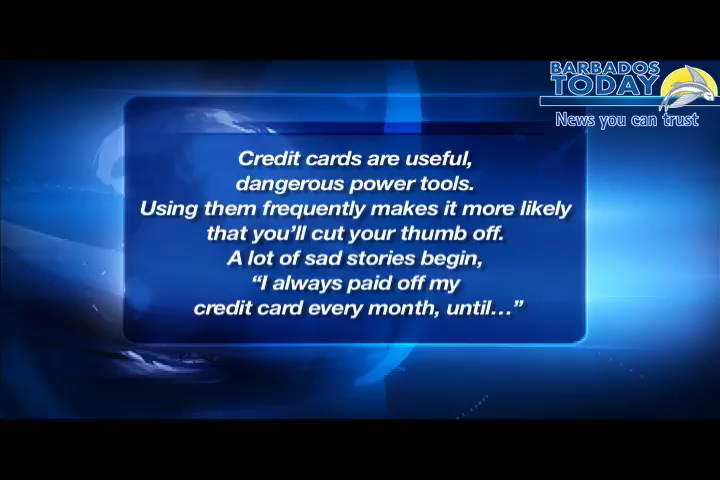 BARBADOS
TODAY
News you can trust
Credit cards are useful,
dangerous power tools.
Using them frequently makes it more likely
that you’ll cut your thumb off.
A lot of sad stories begin,
“I always paid off my
credit card every month, until…”